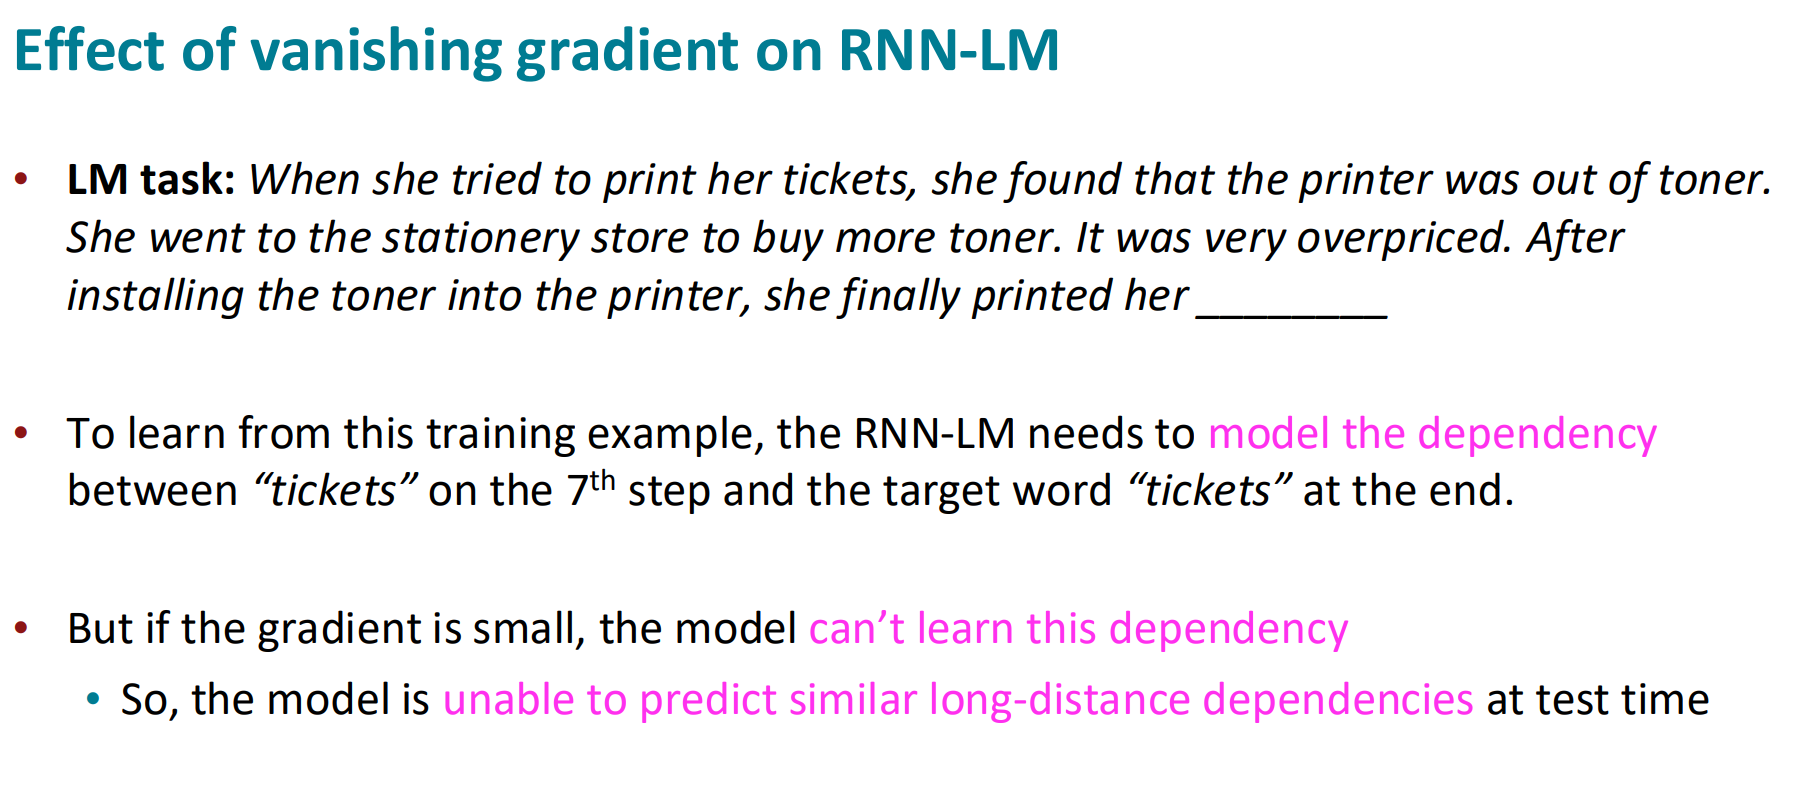 Effect of vanishing gradient on RNN-LM
• LM task: When she tried to print her tickets, she found that the printer was out of toner.
She went to the stationery store to buy more toner. It was very overpriced. After
installing the toner into the printer, she finally printed her ________
• To learn from this training example, the RNN-LM needs to model the dependency
between “tickets” on the 7th step and the target word “tickets” at the end.
• But if the gradient is small, the model can’t learn this dependency
• So, the model is unable to predict similar long-distance dependencies at test time